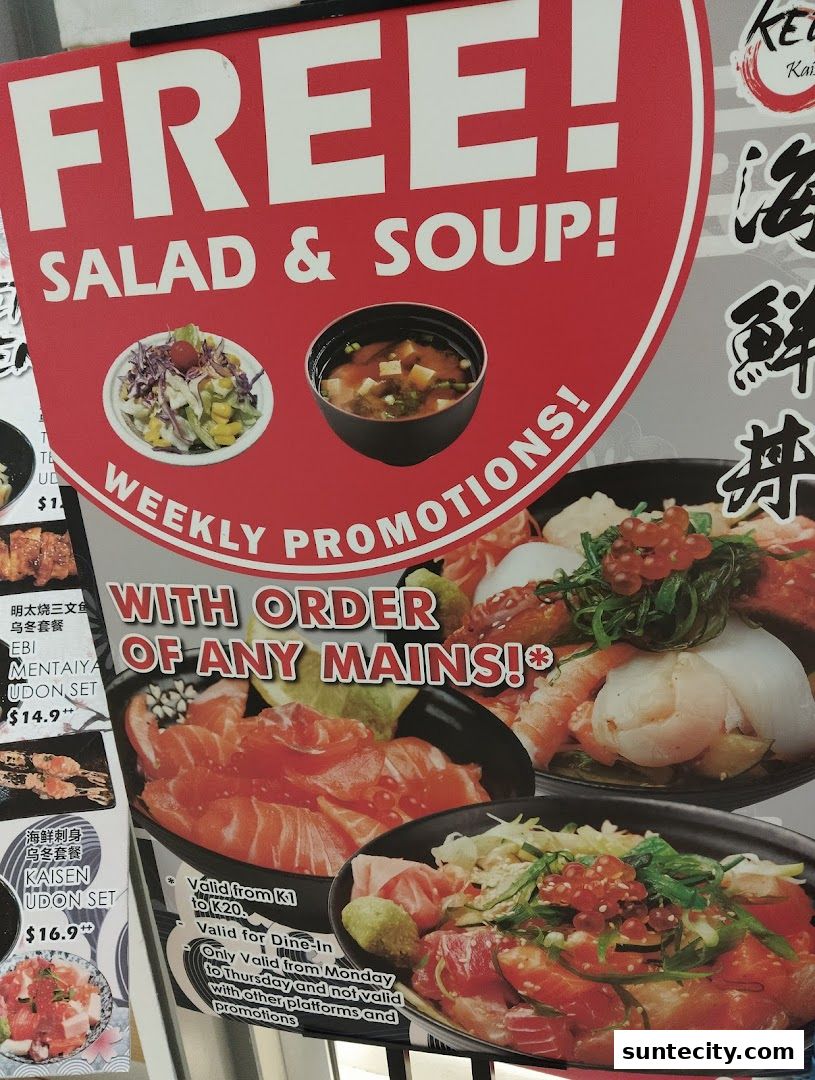 FREE!
SALAD & SOUP!
WEEKLY PROMOTIONS!
WITH ORDER
OF ANY MAINS!*
* Valid from K1
to K20.
- Valid for Dine-In
- Only Valid from Monday
to Thursday and not valid
with other platforms and
promotions
海
鮮
丼
明太烧三文鱼
乌冬套餐
EBI
MENTAIYA
UDON SET
$14.9++
海鲜刺身
乌冬套餐
KAISEN
UDON SET
$16.9++
suntecity.com